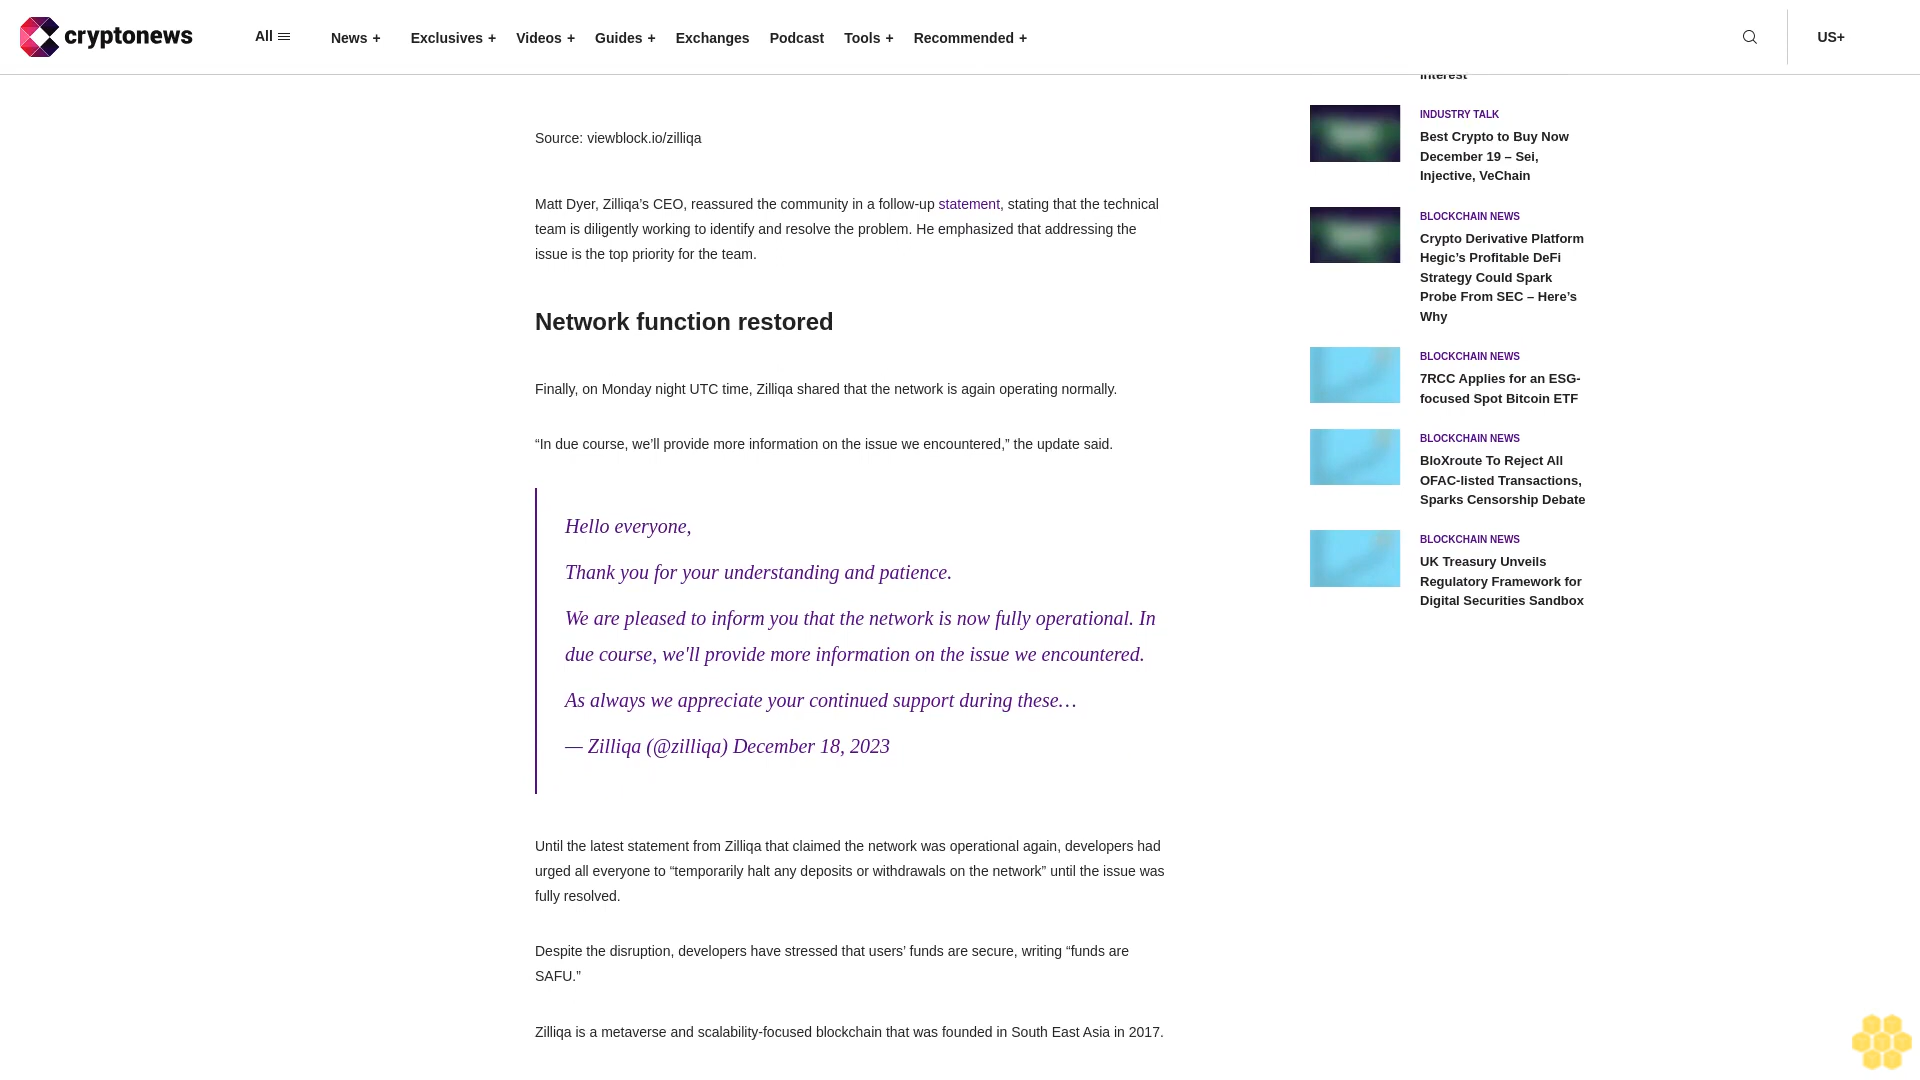 cryptonews
All
News +
Exclusives +
Videos +
Guides +
Exchanges
Podcast
Tools +
Recommended +
US+
Source: viewblock.io/zilliqa
Matt Dyer, Zilliqa’s CEO, reassured the community in a follow-up statement, stating that the technical
team is diligently working to identify and resolve the problem. He emphasized that addressing the
issue is the top priority for the team.
Network function restored
Finally, on Monday night UTC time, Zilliqa shared that the network is again operating normally.
“In due course, we’ll provide more information on the issue we encountered,” the update said.
Hello everyone,
Thank you for your understanding and patience.
We are pleased to inform you that the network is now fully operational. In
due course, we'll provide more information on the issue we encountered.
As always we appreciate your continued support during these…
— Zilliqa (@zilliqa) December 18, 2023
Until the latest statement from Zilliqa that claimed the network was operational again, developers had
urged all everyone to “temporarily halt any deposits or withdrawals on the network” until the issue was
fully resolved.
Despite the disruption, developers have stressed that users’ funds are secure, writing “funds are
SAFU.”
Zilliqa is a metaverse and scalability-focused blockchain that was founded in South East Asia in 2017.
Interest
INDUSTRY TALK
Best Crypto to Buy Now
December 19 – Sei,
Injective, VeChain
BLOCKCHAIN NEWS
Crypto Derivative Platform
Hegic’s Profitable DeFi
Strategy Could Spark
Probe From SEC – Here’s
Why
BLOCKCHAIN NEWS
7RCC Applies for an ESG-
focused Spot Bitcoin ETF
BLOCKCHAIN NEWS
BloXroute To Reject All
OFAC-listed Transactions,
Sparks Censorship Debate
BLOCKCHAIN NEWS
UK Treasury Unveils
Regulatory Framework for
Digital Securities Sandbox